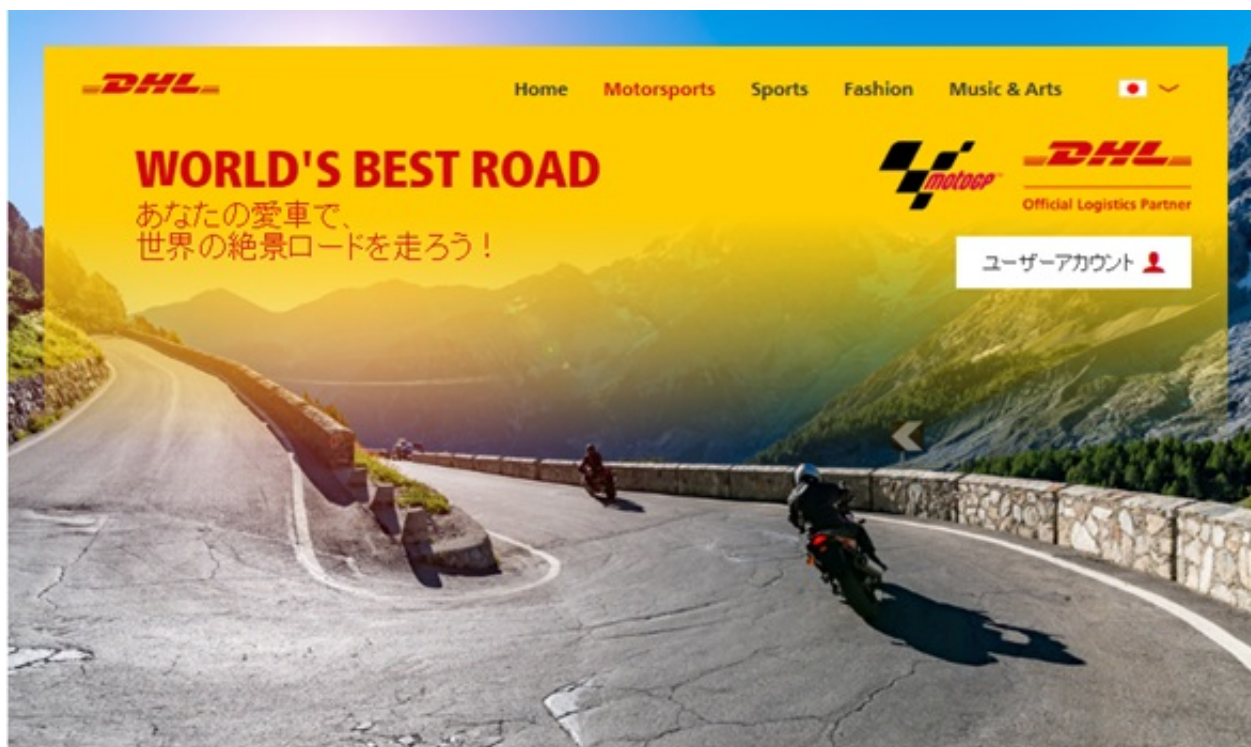 DHL
Home Motorsports Sports Fashion Music & Arts
WORLD'S BEST ROAD
あなたの愛車で、
世界の絶景ロードを走ろう!
motoGP™
DHL
Official Logistics Partner
ユーザーアカウント